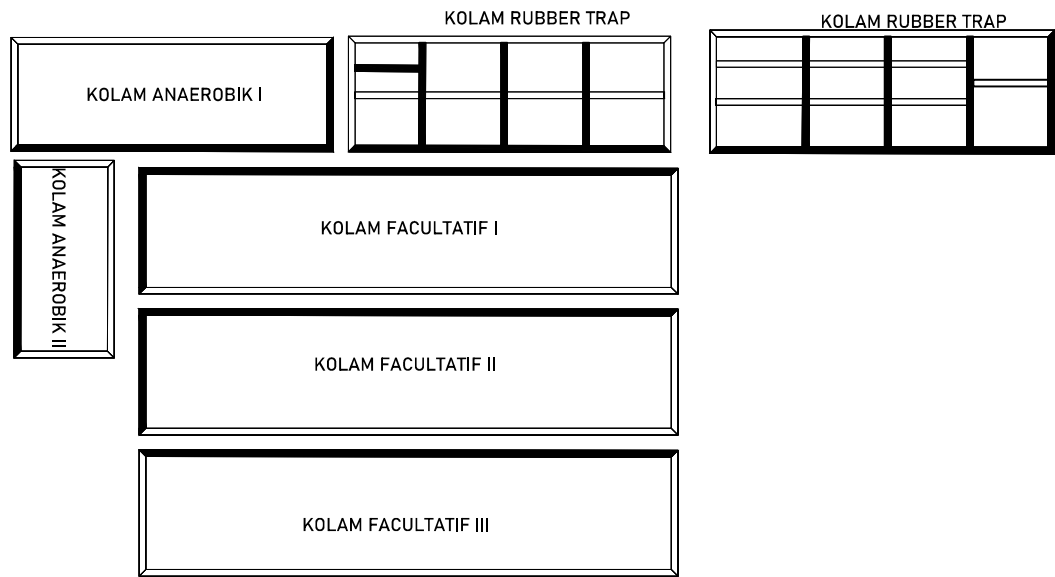 KOLAM RUBBER TRAP
KOLAM RUBBER TRAP
KOLAM ANAEROBIK I
KOLAM ANAEROBIK II
KOLAM FACULTATIF I
KOLAM FACULTATIF II
KOLAM FACULTATIF III